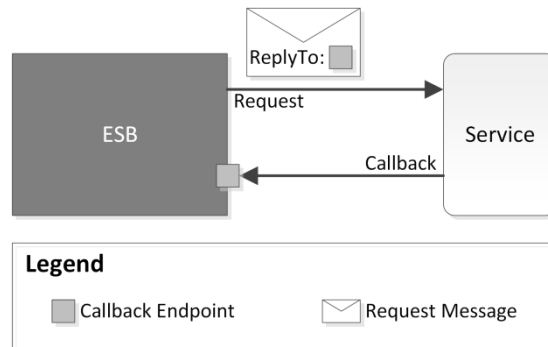 ReplyTo:
Request
ESB
Service
Callback
Legend
Callback Endpoint
Request Message